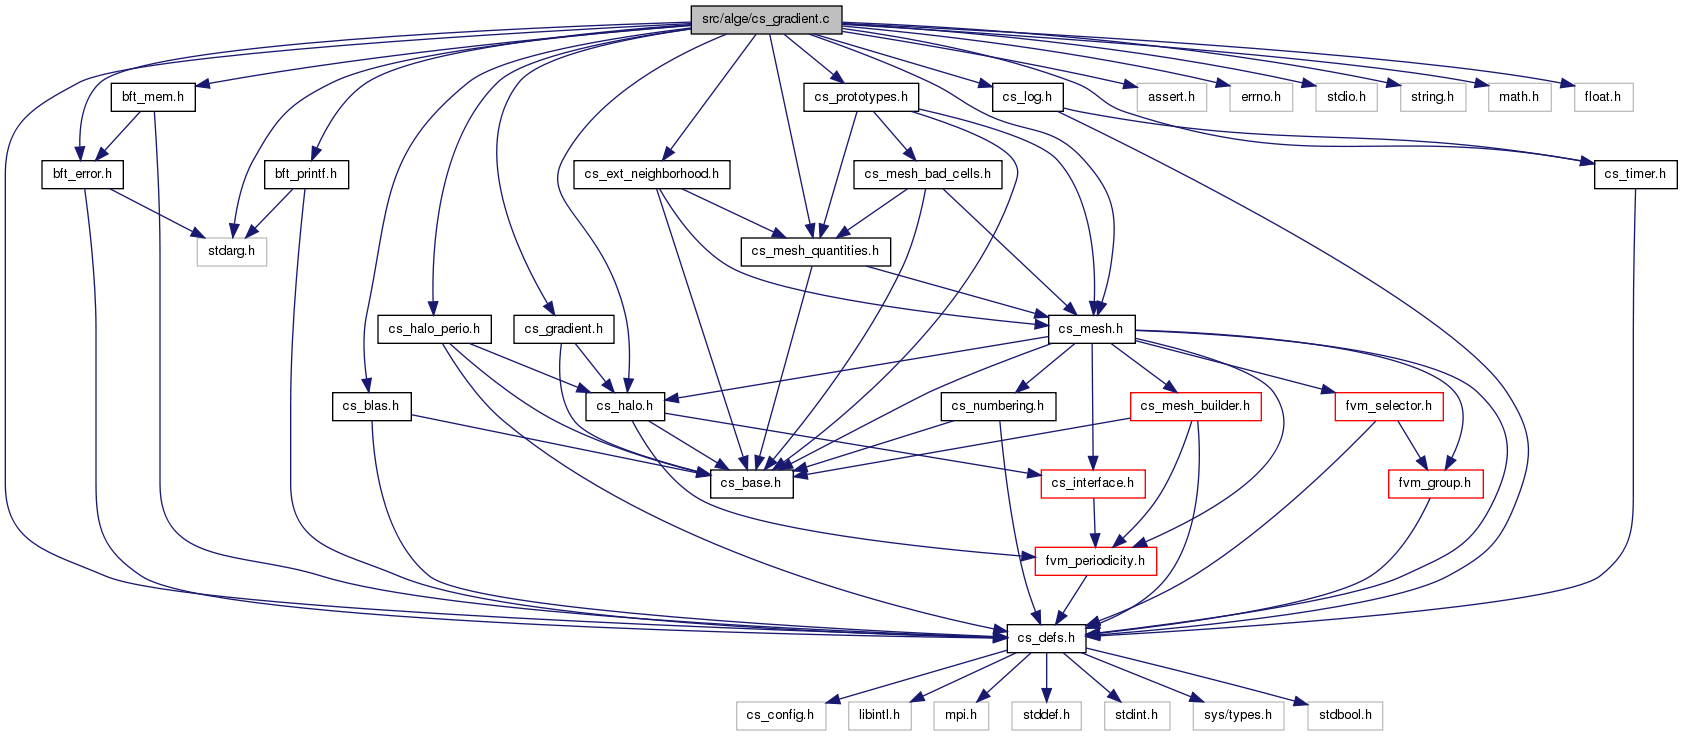 src/alge/cs_gradient.c
bft_mem.h
cs_prototypes.h
cs_log.h
assert.h
errno.h
stdio.h
string.h
math.h
float.h
bft_error.h
bft_printf.h
cs_ext_neighborhood.h
cs_mesh_bad_cells.h
cs_timer.h
stdarg.h
cs_mesh_quantities.h
cs_halo_perio.h
cs_gradient.h
cs_mesh.h
cs_blas.h
cs_halo.h
cs_numbering.h
cs_mesh_builder.h
fvm_selector.h
cs_base.h
cs_interface.h
fvm_group.h
fvm_periodicity.h
cs_defs.h
cs_config.h
libintl.h
mpi.h
stddef.h
stdint.h
sys/types.h
stdbool.h